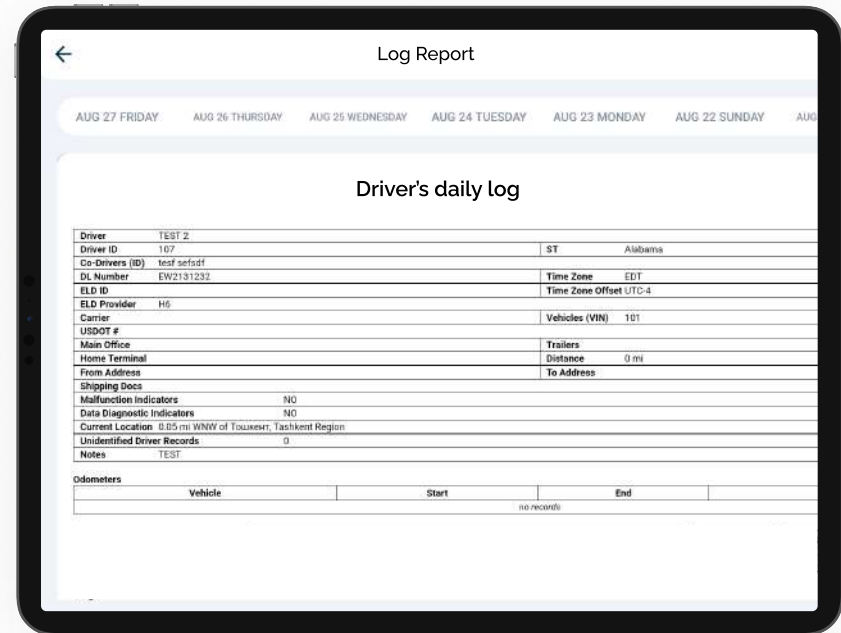 Log Report
AUG 27 FRIDAY AUG 26 THURSDAY AUG 25 WEDNESDAY AUG 24 TUESDAY AUG 23 MONDAY AUG 22 SUNDAY AUG
Driver's daily log
Driver TEST 2
Driver ID 107 ST Alabama
Co-Drivers (ID) tesf sefsdf
DL Number EW2131232 Time Zone EDT
ELD ID Time Zone Offset UTC-4
ELD Provider H6
Carrier Vehicles (VIN) 101
USDOT #
Main Office Trailers
Home Terminal Distance 0 mi
From Address To Address
Shipping Docs
Malfunction Indicators NO
Data Diagnostic Indicators NO
Current Location 0.05 mi WNW of Тошкент, Tashkent Region
Unidentified Driver Records 0
Notes TEST
Odometers
Vehicle Start End
no records